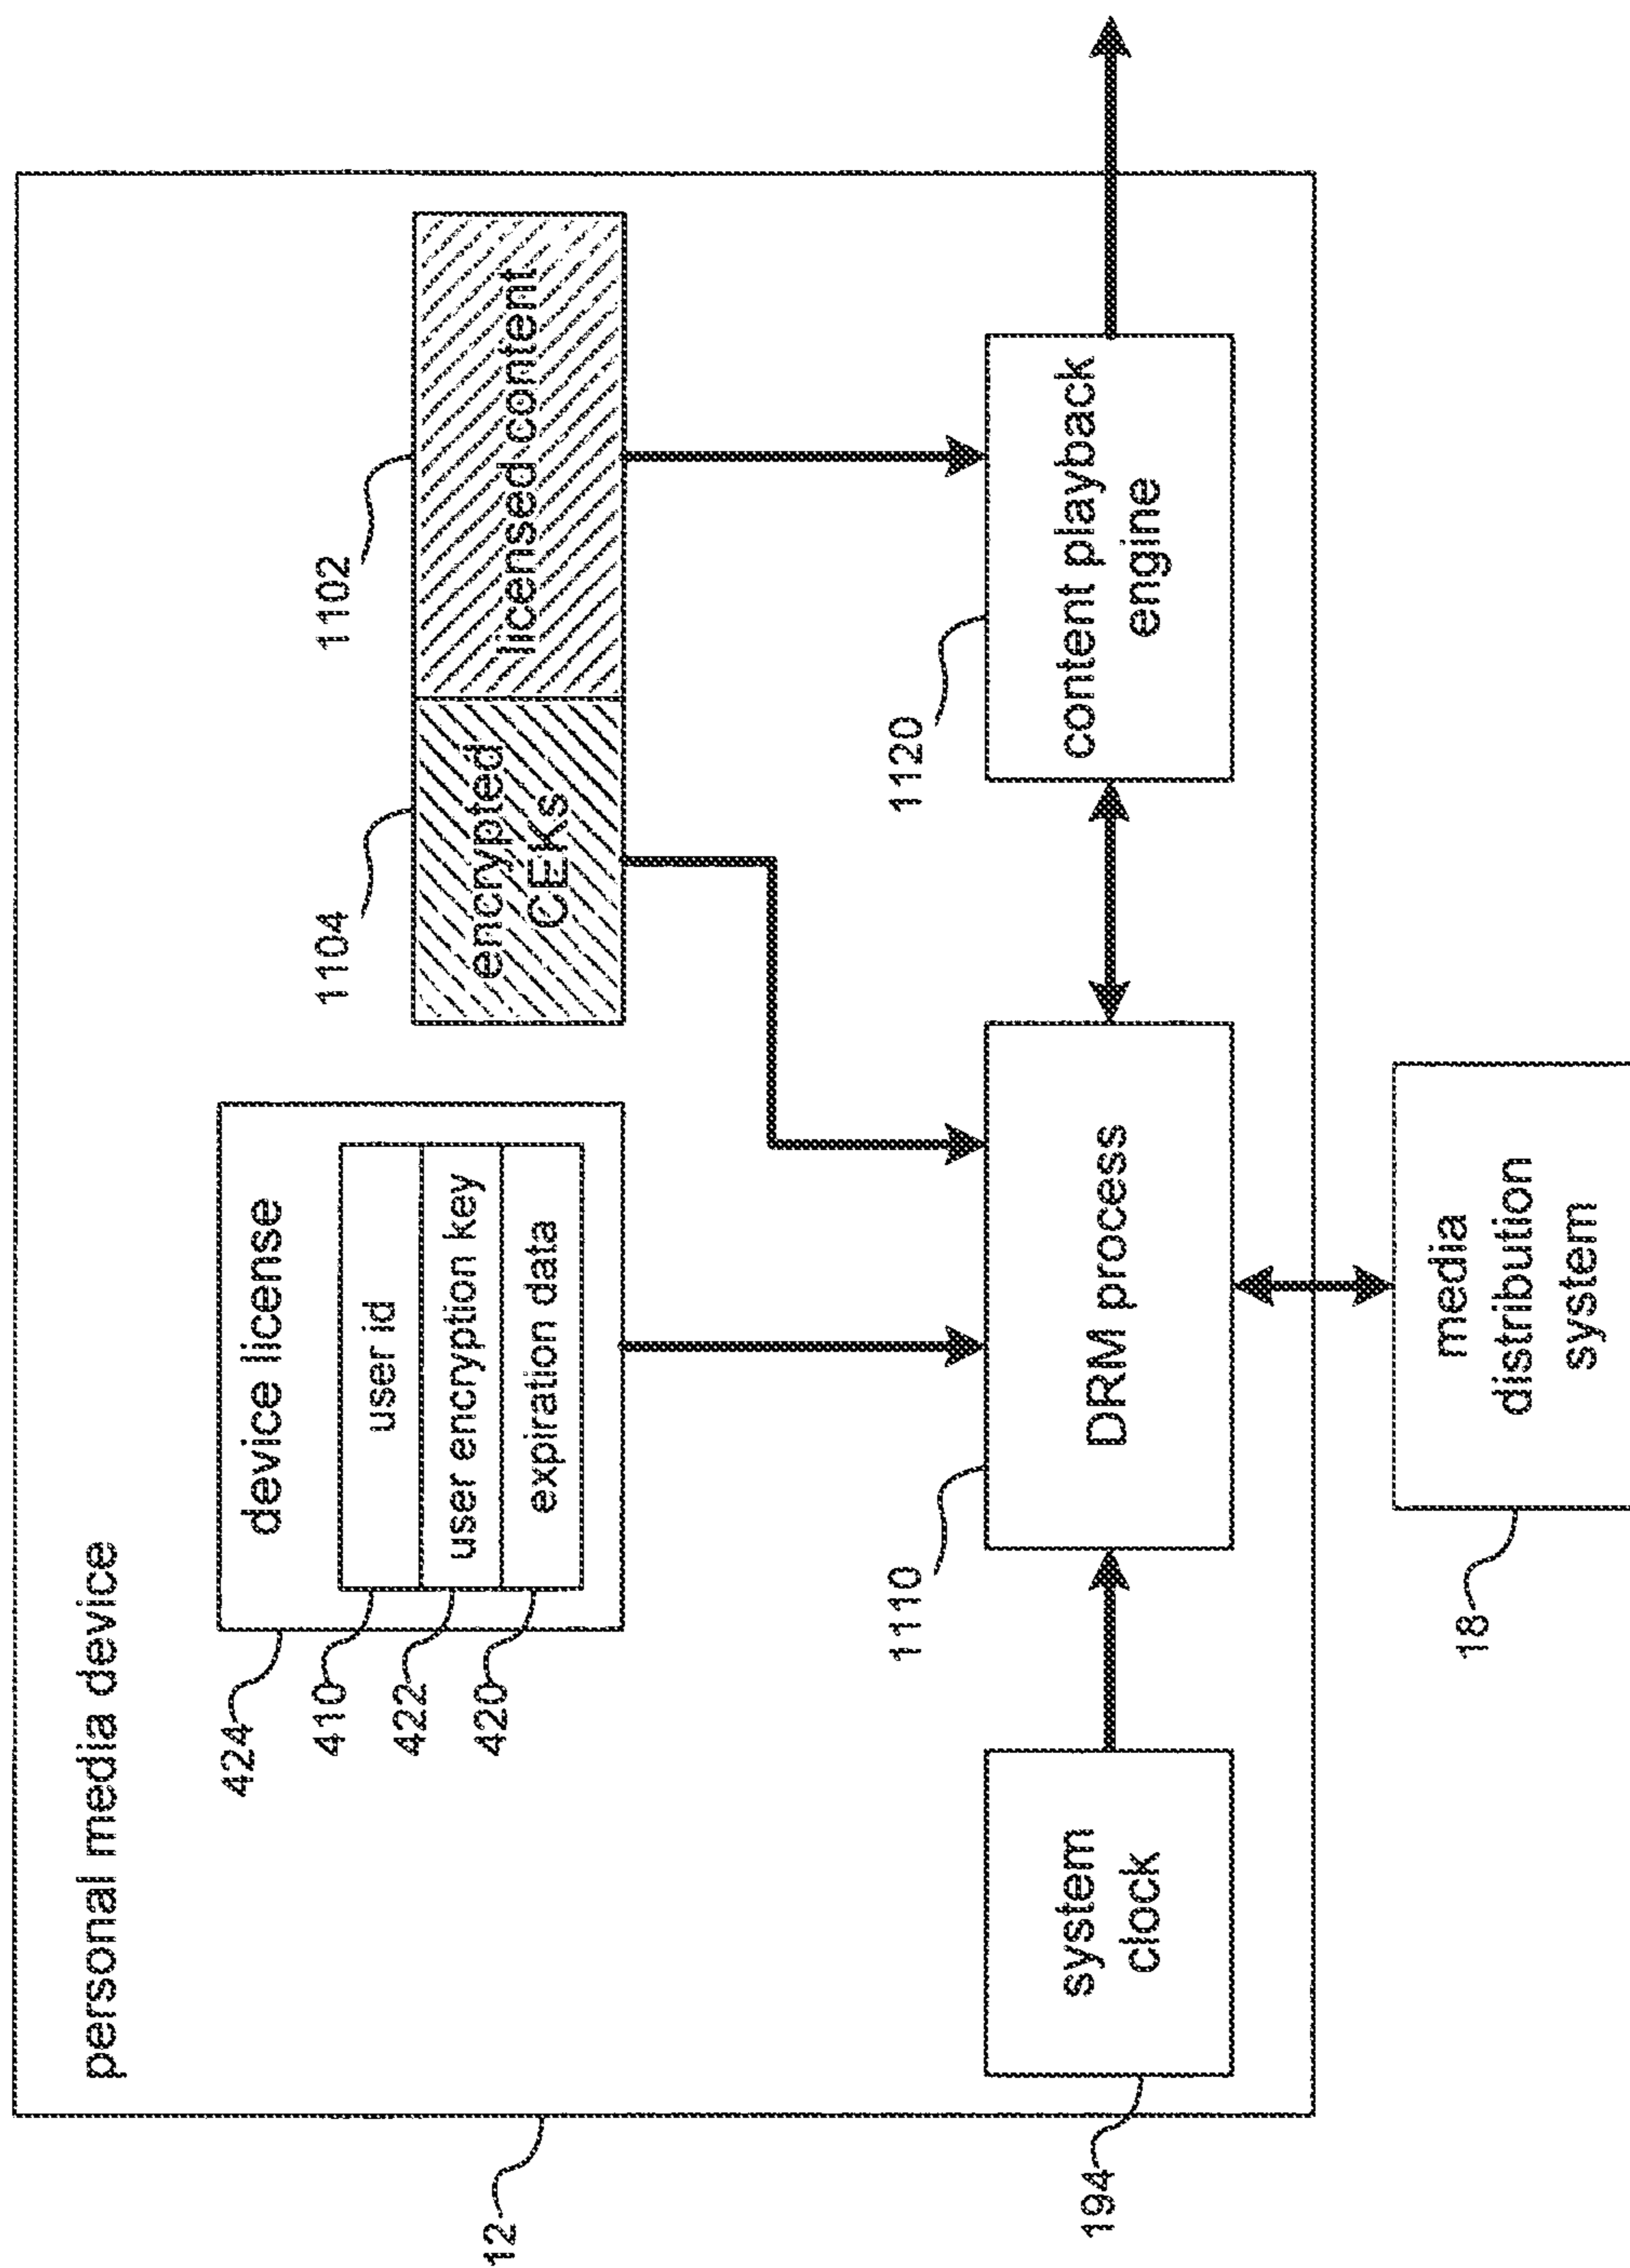 personal media device
12
device license
424
user id
410
user encryption key
422
expiration data
420
encrypted
CEKs
1104
licensed content
1102
system
clock
194
DRM process
1110
content playback
engine
1120
media
distribution
system
18